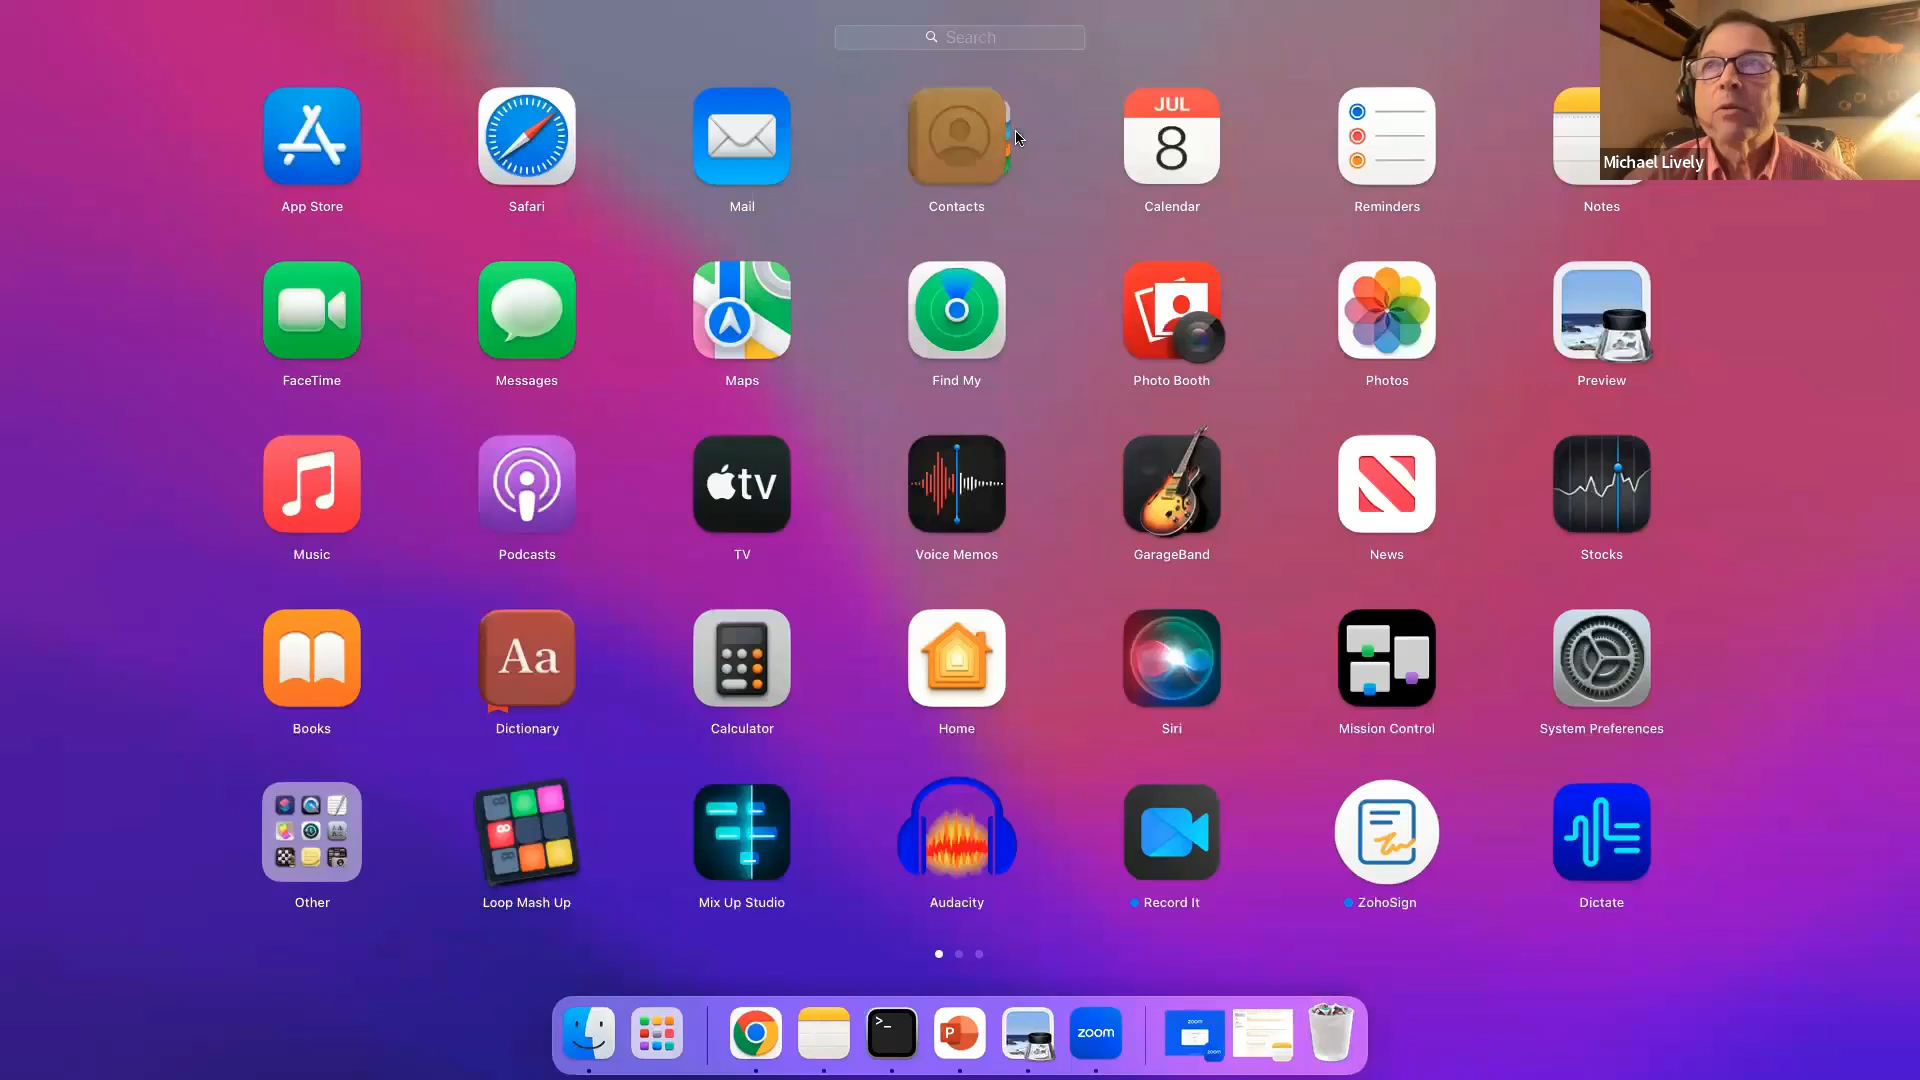 Search
Michael Lively
JUL
8
App Store
Safari
Mail
Contacts
Calendar
Reminders
Notes
FaceTime
Messages
Maps
Find My
Photo Booth
Photos
Preview
tv
Music
Podcasts
TV
Voice Memos
GarageBand
News
Stocks
Aa
Books
Dictionary
Calculator
Home
Siri
Mission Control
System Preferences
Other
Loop Mash Up
Mix Up Studio
Audacity
Record It
ZohoSign
Dictate
>_
P
zoom
zoom
zoom